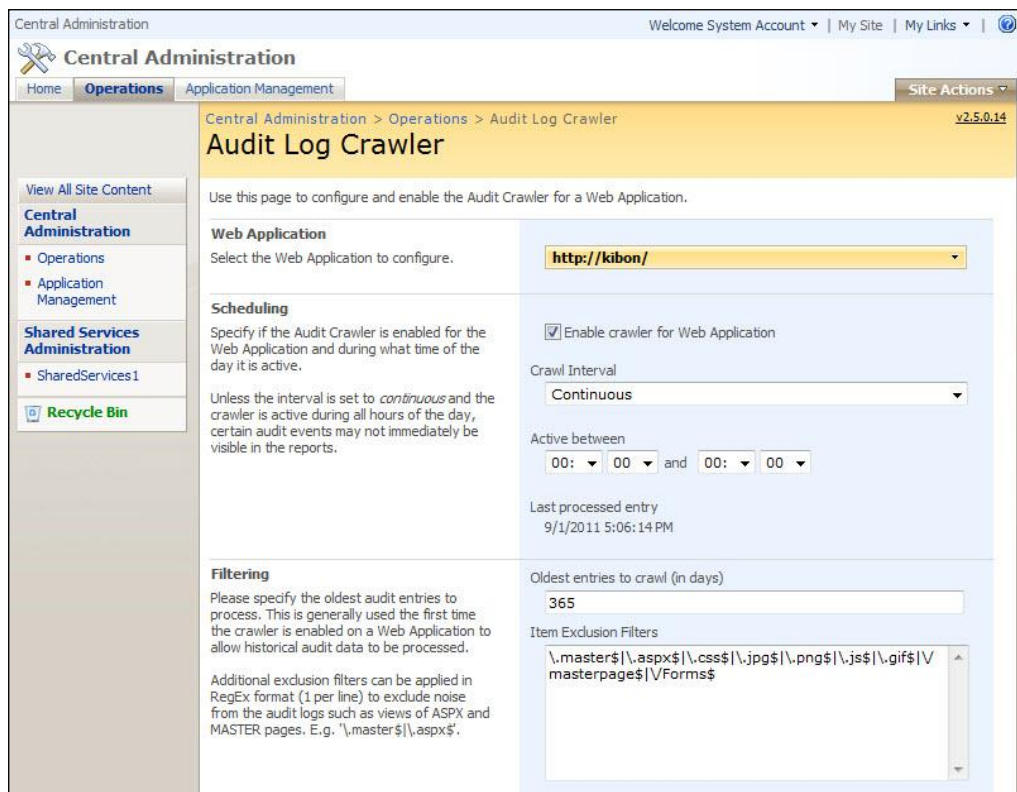 Central Administration
Welcome System Account | My Site | My Links |
Central Administration
Home Operations Application Management
Site Actions
Central Administration > Operations > Audit Log Crawler
v2.5.0.14
Audit Log Crawler
View All Site Content
Central
Administration
Operations
Application
Management
Shared Services
Administration
SharedServices1
Recycle Bin
Use this page to configure and enable the Audit Crawler for a Web Application.
Web Application
Select the Web Application to configure.
http://kibon/
Scheduling
Specify if the Audit Crawler is enabled for the
Web Application and during what time of the
day it is active.
Unless the interval is set to continuous and the
crawler is active during all hours of the day,
certain audit events may not immediately be
visible in the reports.
Enable crawler for Web Application
Crawl Interval
Continuous
Active between
00: 00 and 00: 00
Last processed entry
9/1/2011 5:06:14 PM
Filtering
Please specify the oldest audit entries to
process. This is generally used the first time
the crawler is enabled on a Web Application to
allow historical audit data to be processed.
Additional exclusion filters can be applied in
RegEx format (1 per line) to exclude noise
from the audit logs such as views of ASPX and
MASTER pages. E.g. '\.master$|\.aspx$'.
Oldest entries to crawl (in days)
365
Item Exclusion Filters
\.master$|\.aspx$|\.css$|\.jpg$|\.png$|\.js$|\.gif$|\/
masterpage$|\/Forms$